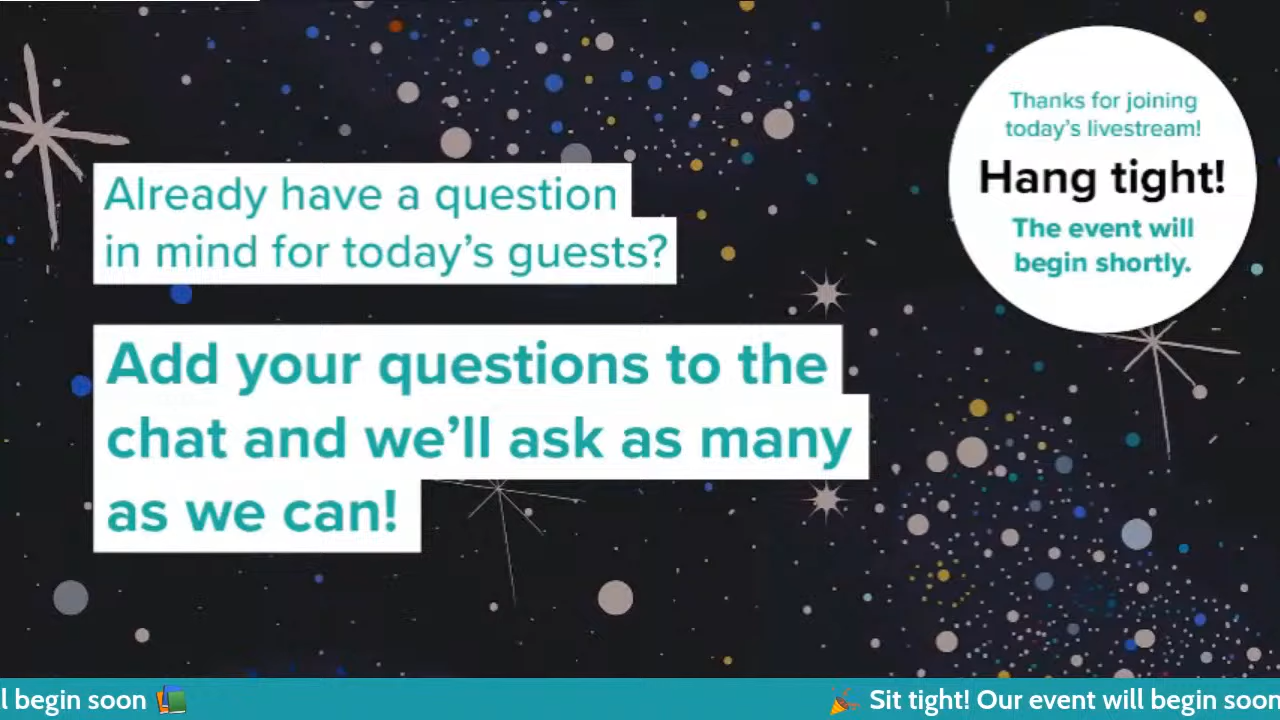 Thanks for joining
today's livestream!
Hang tight!
The event will
begin shortly.
Already have a question
in mind for today's guests?
Add your questions to the
chat and we'll ask as many
as we can!
l begin soon 📚 🎉 Sit tight! Our event will begin soon